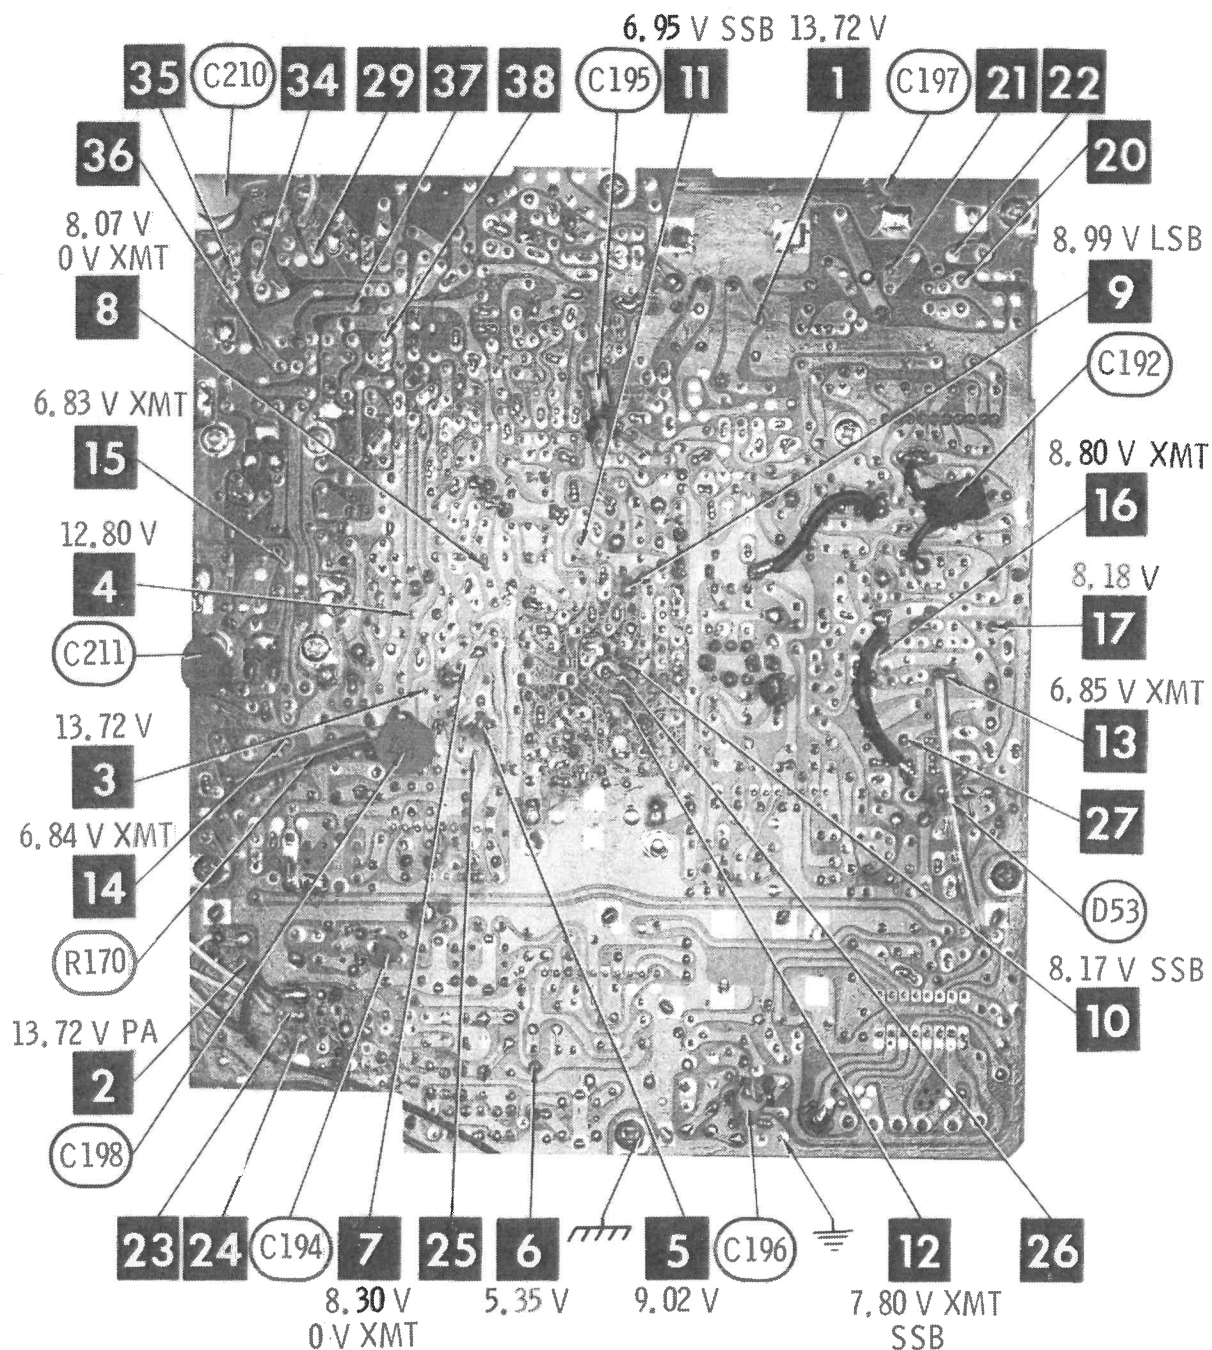 6.95 V SSB 13.72 V
35 C210 34 29 37 38 C195 11 1 C197 21 22
36
20
8.07 V
0 V XMT
8
8.99 V LSB
9
C192
6.83 V XMT
15
8.80 V XMT
16
12.80 V
4
8.18 V
17
C211
6.85 V XMT
13
13.72 V
3
27
6.84 V XMT
14
D53
R170
8.17 V SSB
10
13.72 V PA
2
C198
23 24 C194 7 25 6 5 C196 12 26
8.30 V
0 V XMT
5.35 V
9.02 V
7.80 V XMT
SSB